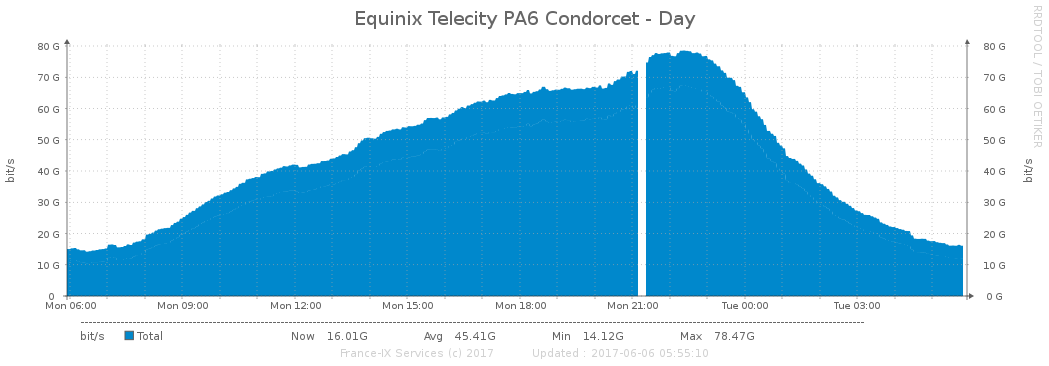 Equinix Telecity PA6 Condorcet - Day
RRDTOOL / TOBI OETIKER
bit/s
80 G 80 G
70 G 70 G
60 G 60 G
50 G 50 G
40 G 40 G
30 G 30 G
20 G 20 G
10 G 10 G
0 0 G
bit/s
Mon 06:00 Mon 09:00 Mon 12:00 Mon 15:00 Mon 18:00 Mon 21:00 Tue 00:00 Tue 03:00
bit/s Total Now 16.01G Avg 45.41G Min 14.12G Max 78.47G
France-IX Services (c) 2017 Updated : 2017-06-06 05:55:10